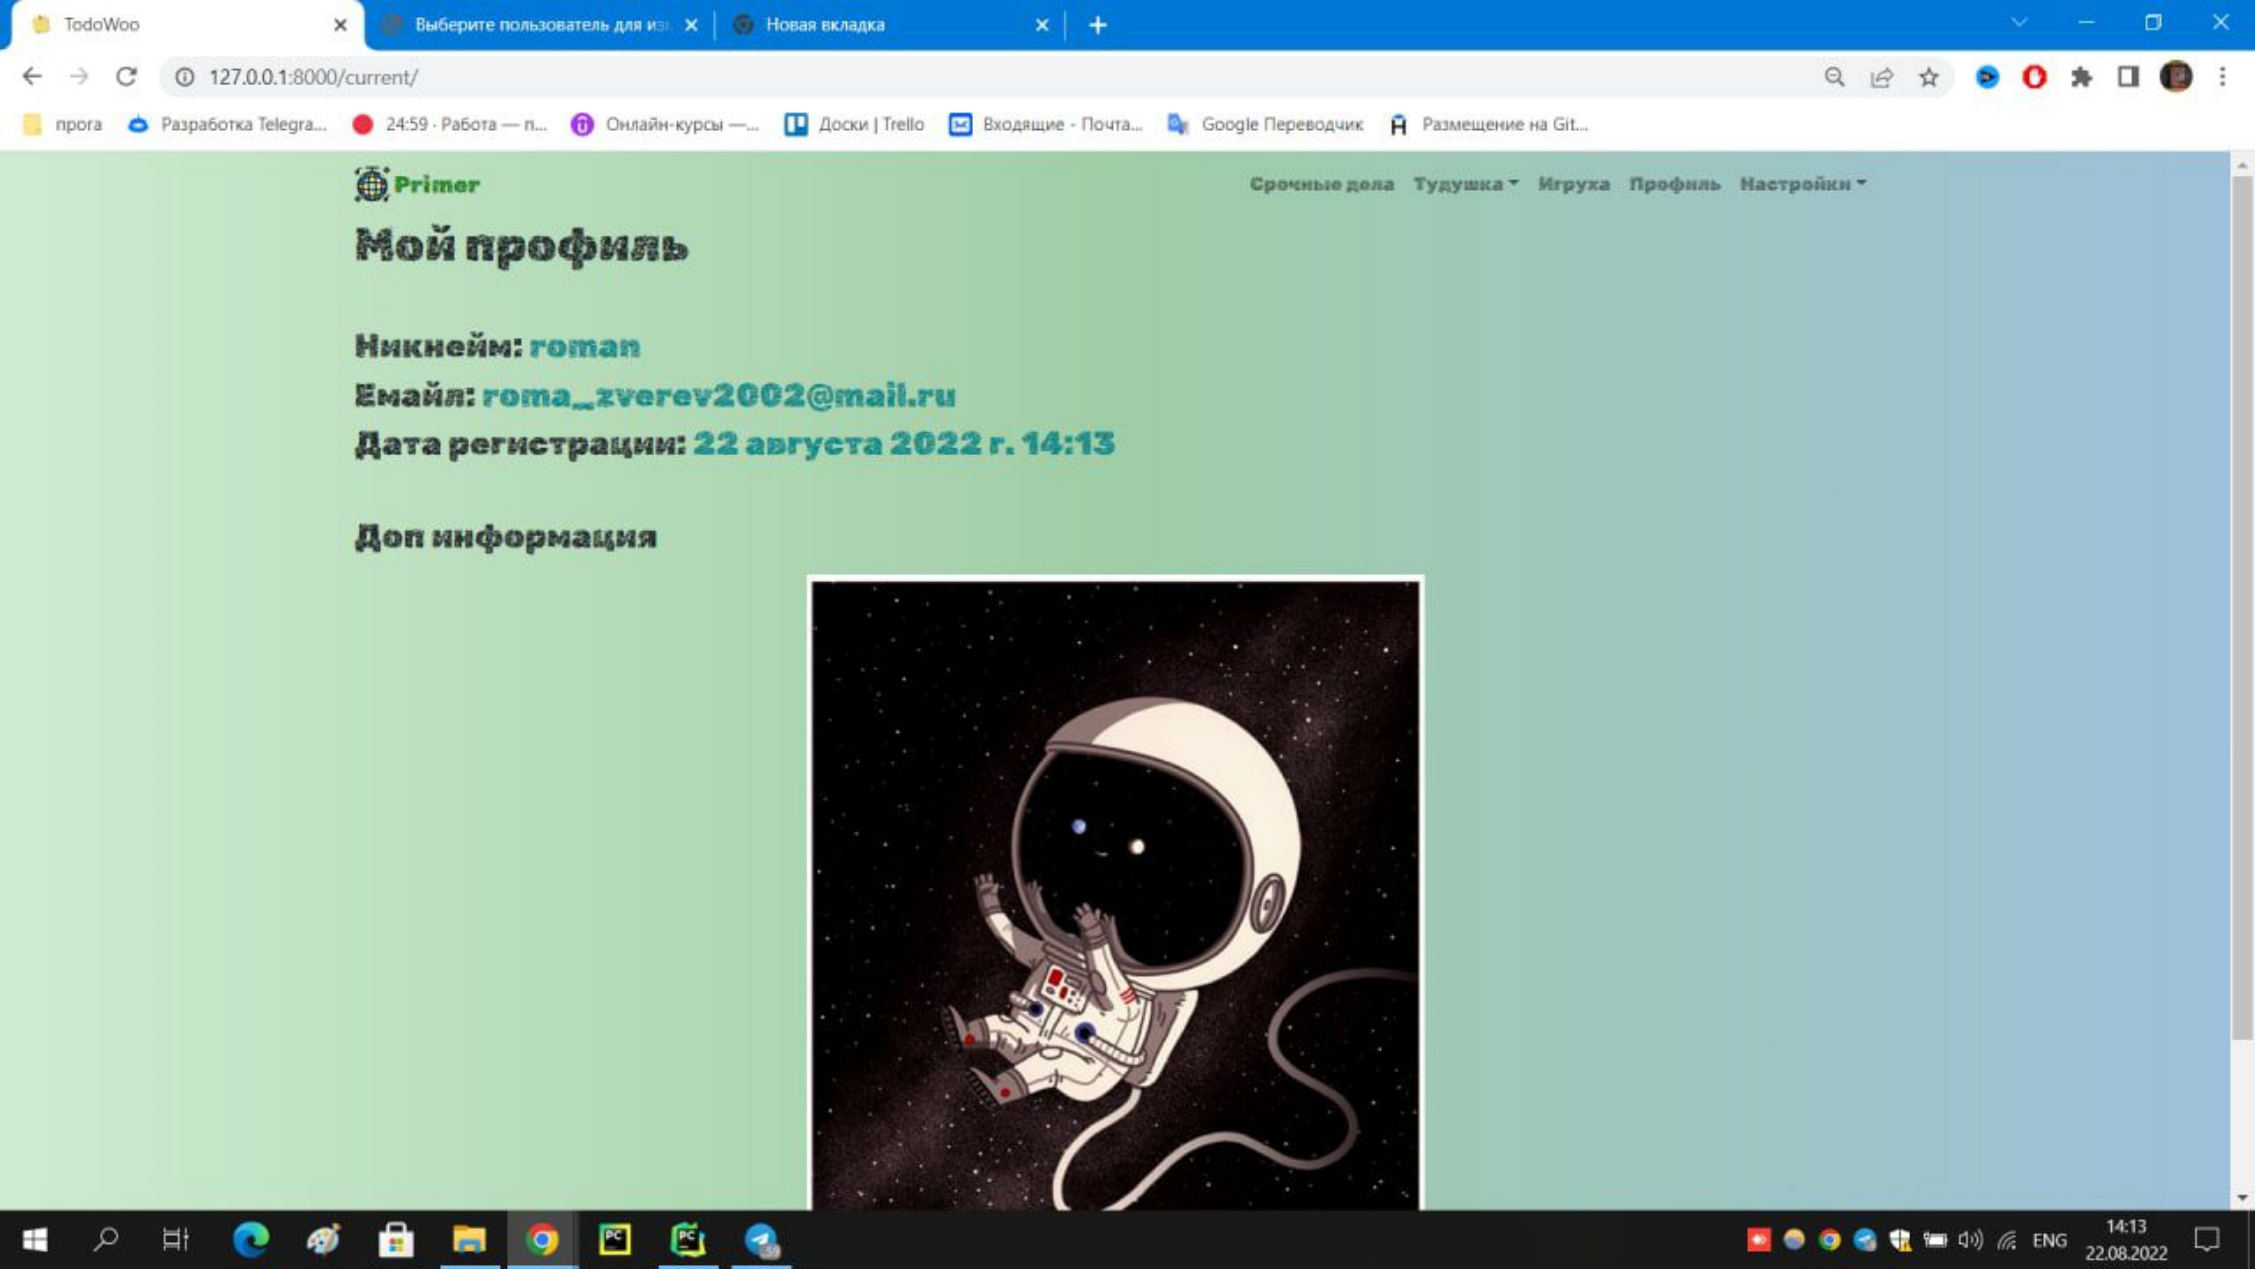 TodoWoo
Выберите пользователь для из
Новая вкладка
127.0.0.1:8000/current/
прога
Разработка Telegra...
24:59 · Работа — п...
Онлайн-курсы —...
Доски | Trello
Входящие - Почта...
Google Переводчик
Размещение на Git...
Primer
Срочные дела
Тудушка
Игруха
Профиль
Настройки
Мой профиль
Никнейм: roman
Емайл: roma_zverev2002@mail.ru
Дата регистрации: 22 августа 2022 г. 14:13
Доп информация
PC
PC
59
ENG
14:13
22.08.2022